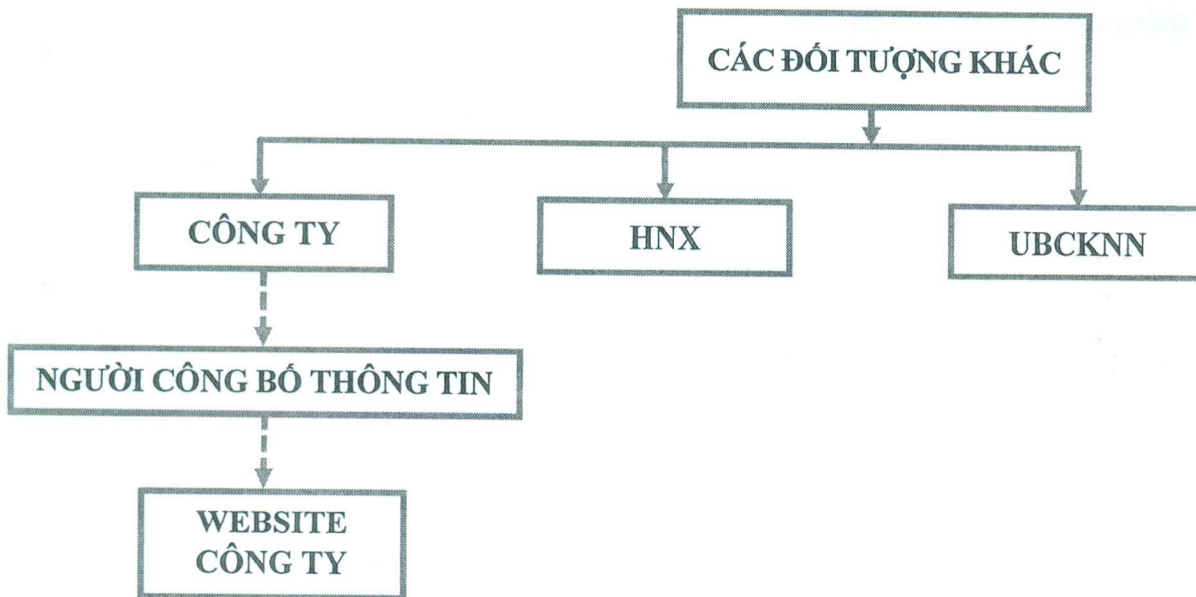 CÁC ĐỐI TƯỢNG KHÁC
CÔNG TY
HNX
UBCKNN
NGƯỜI CÔNG BỐ THÔNG TIN
WEBSITE
CÔNG TY